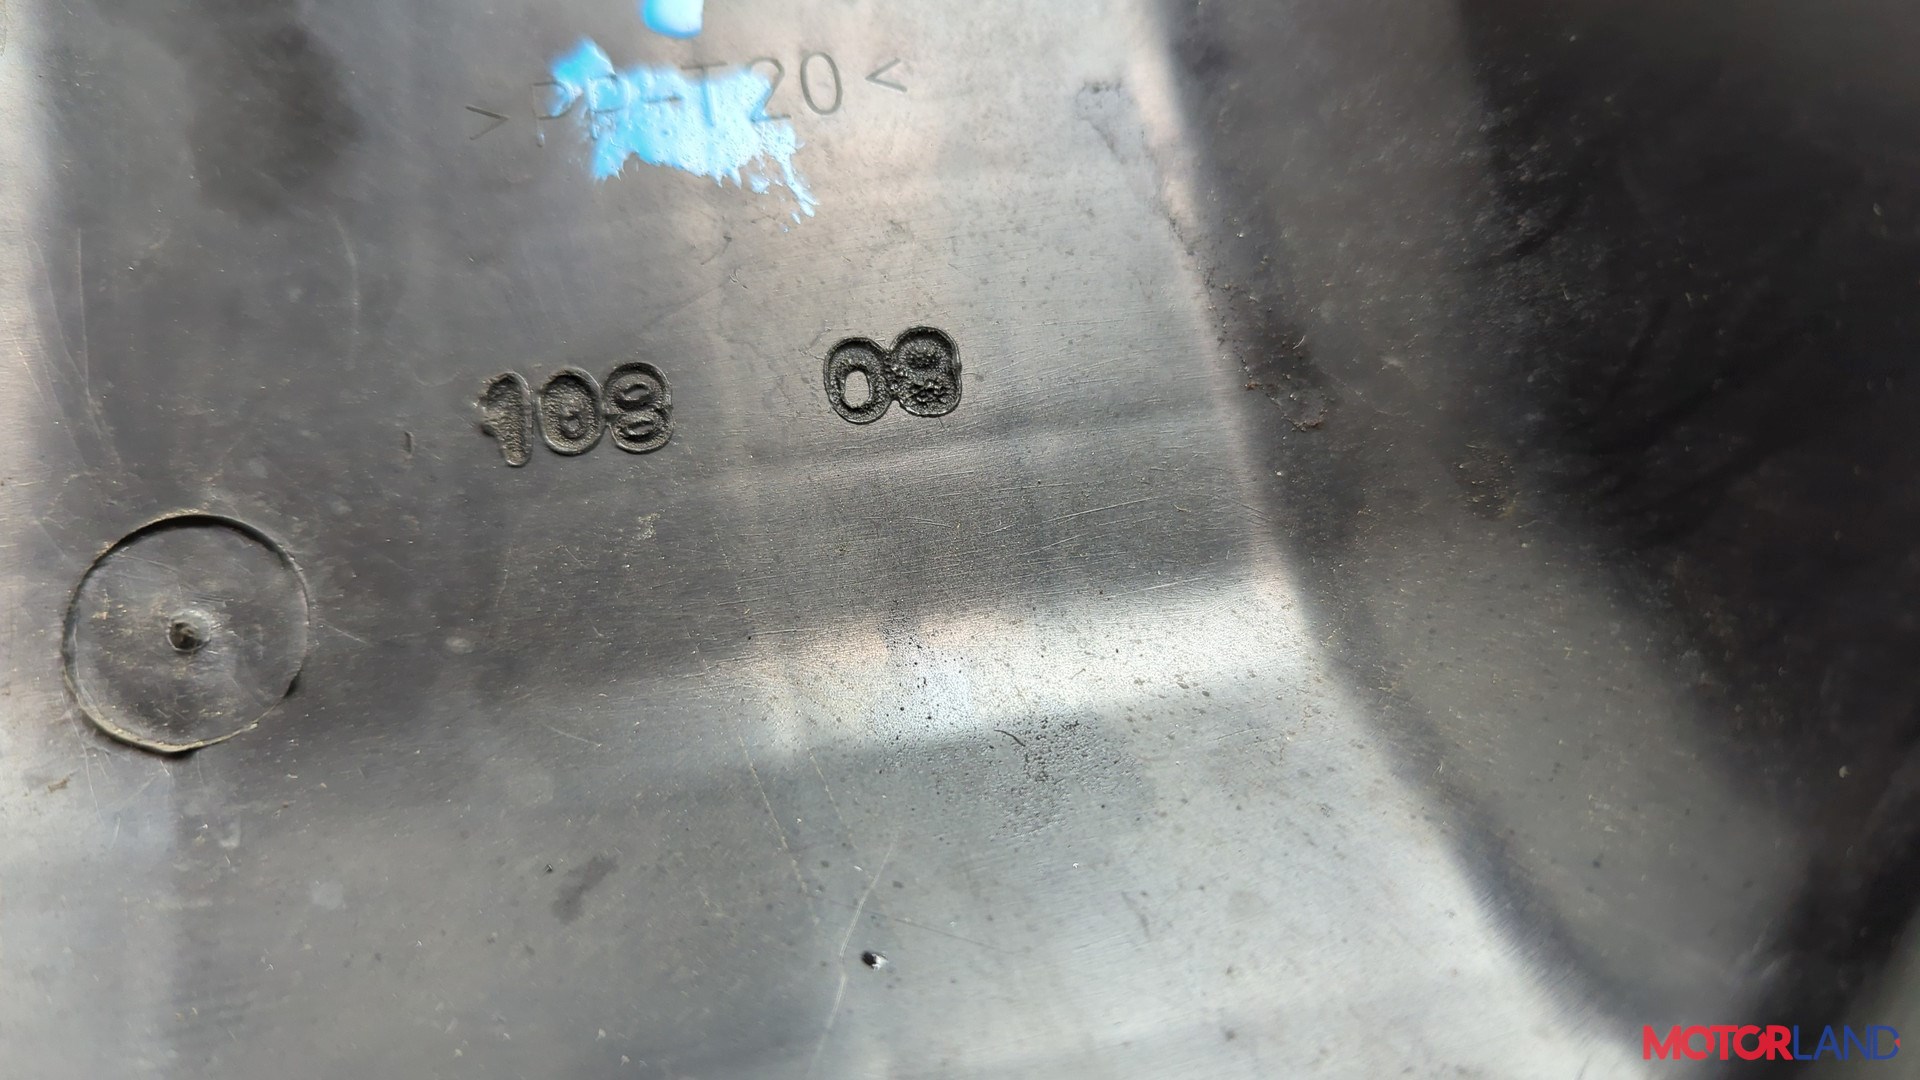 >PP-T20<
108 08
MOTORLAND